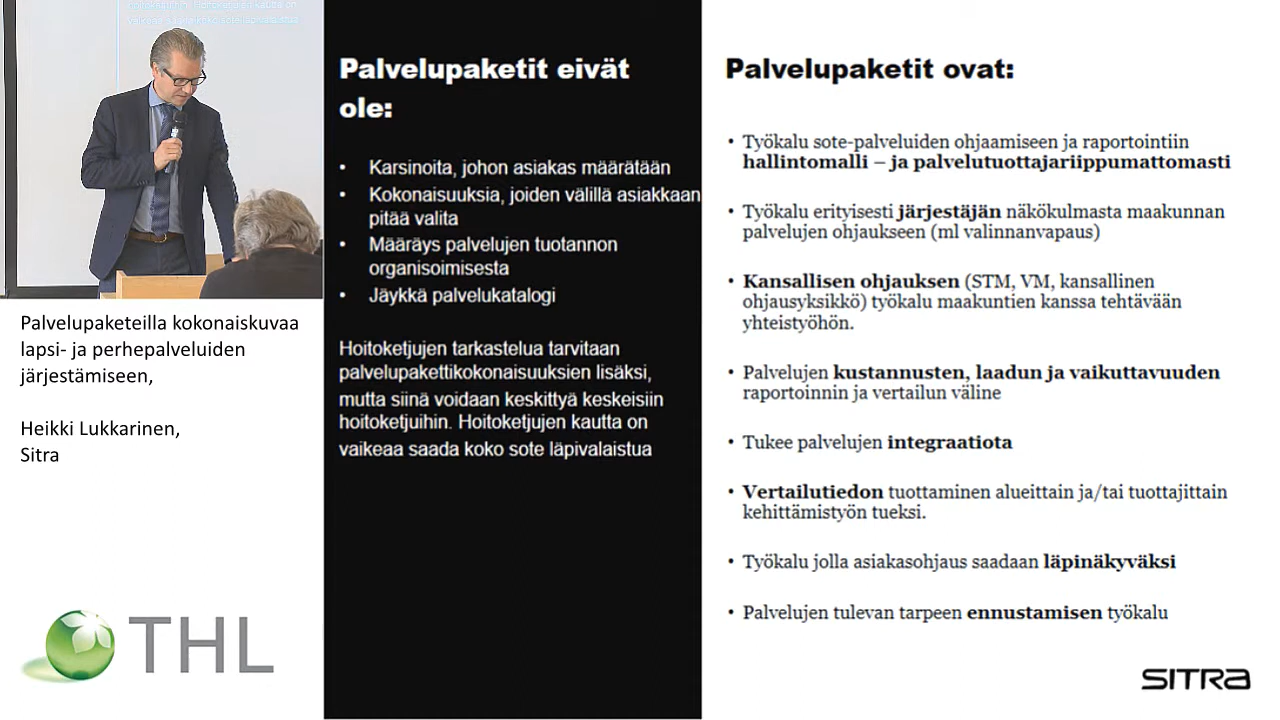 Palvelupaketeilla kokonaiskuvaa
lapsi- ja perhepalveluiden
järjestämiseen,
Heikki Lukkarinen,
Sitra
THL
Palvelupaketit eivät
ole:
• Karsinoita, johon asiakas määrätään
• Kokonaisuuksia, joiden välillä asiakkaan
pitää valita
• Määräys palvelujen tuotannon
organisoimisesta
• Jäykkä palvelukatalogi
Hoitoketjujen tarkastelua tarvitaan
palvelupakettikokonaisuuksien lisäksi,
mutta siinä voidaan keskittyä keskeisiin
hoitoketjuihin. Hoitoketjujen kautta on
vaikeaa saada koko sote läpivalaistua
Palvelupaketit ovat:
• Työkalu sote-palveluiden ohjaamiseen ja raportointiin
hallintomalli – ja palvelutuottajariippumattomasti
• Työkalu erityisesti järjestäjän näkökulmasta maakunnan
palvelujen ohjaukseen (ml valinnanvapaus)
• Kansallisen ohjauksen (STM, VM, kansallinen
ohjausyksikkö) työkalu maakuntien kanssa tehtävään
yhteistyöhön.
• Palvelujen kustannusten, laadun ja vaikuttavuuden
raportoinnin ja vertailun väline
• Tukee palvelujen integraatiota
• Vertailutiedon tuottaminen alueittain ja/tai tuottajittain
kehittämistyön tueksi.
• Työkalu jolla asiakasohjaus saadaan läpinäkyväksi
• Palvelujen tulevan tarpeen ennustamisen työkalu
SITRA